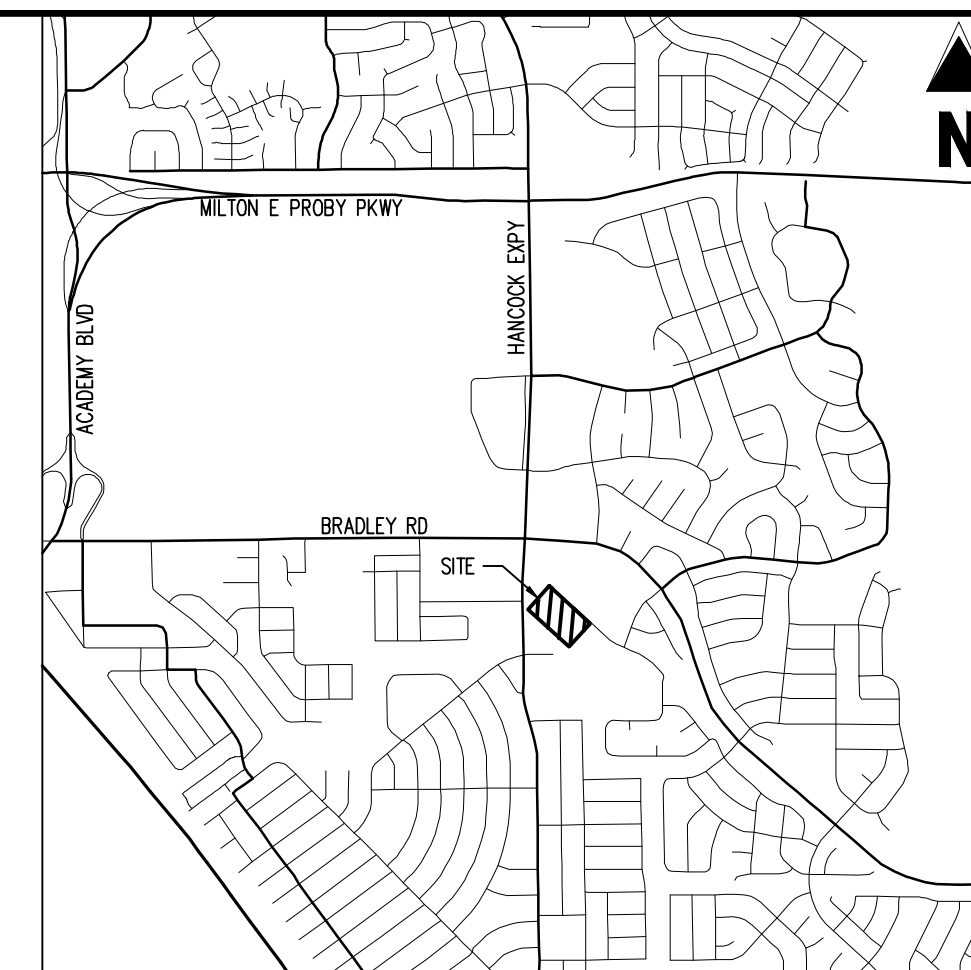 N
MILTON E PROBY PKWY
HANCOCK EXPY
ACADEMY BLVD
BRADLEY RD
SITE